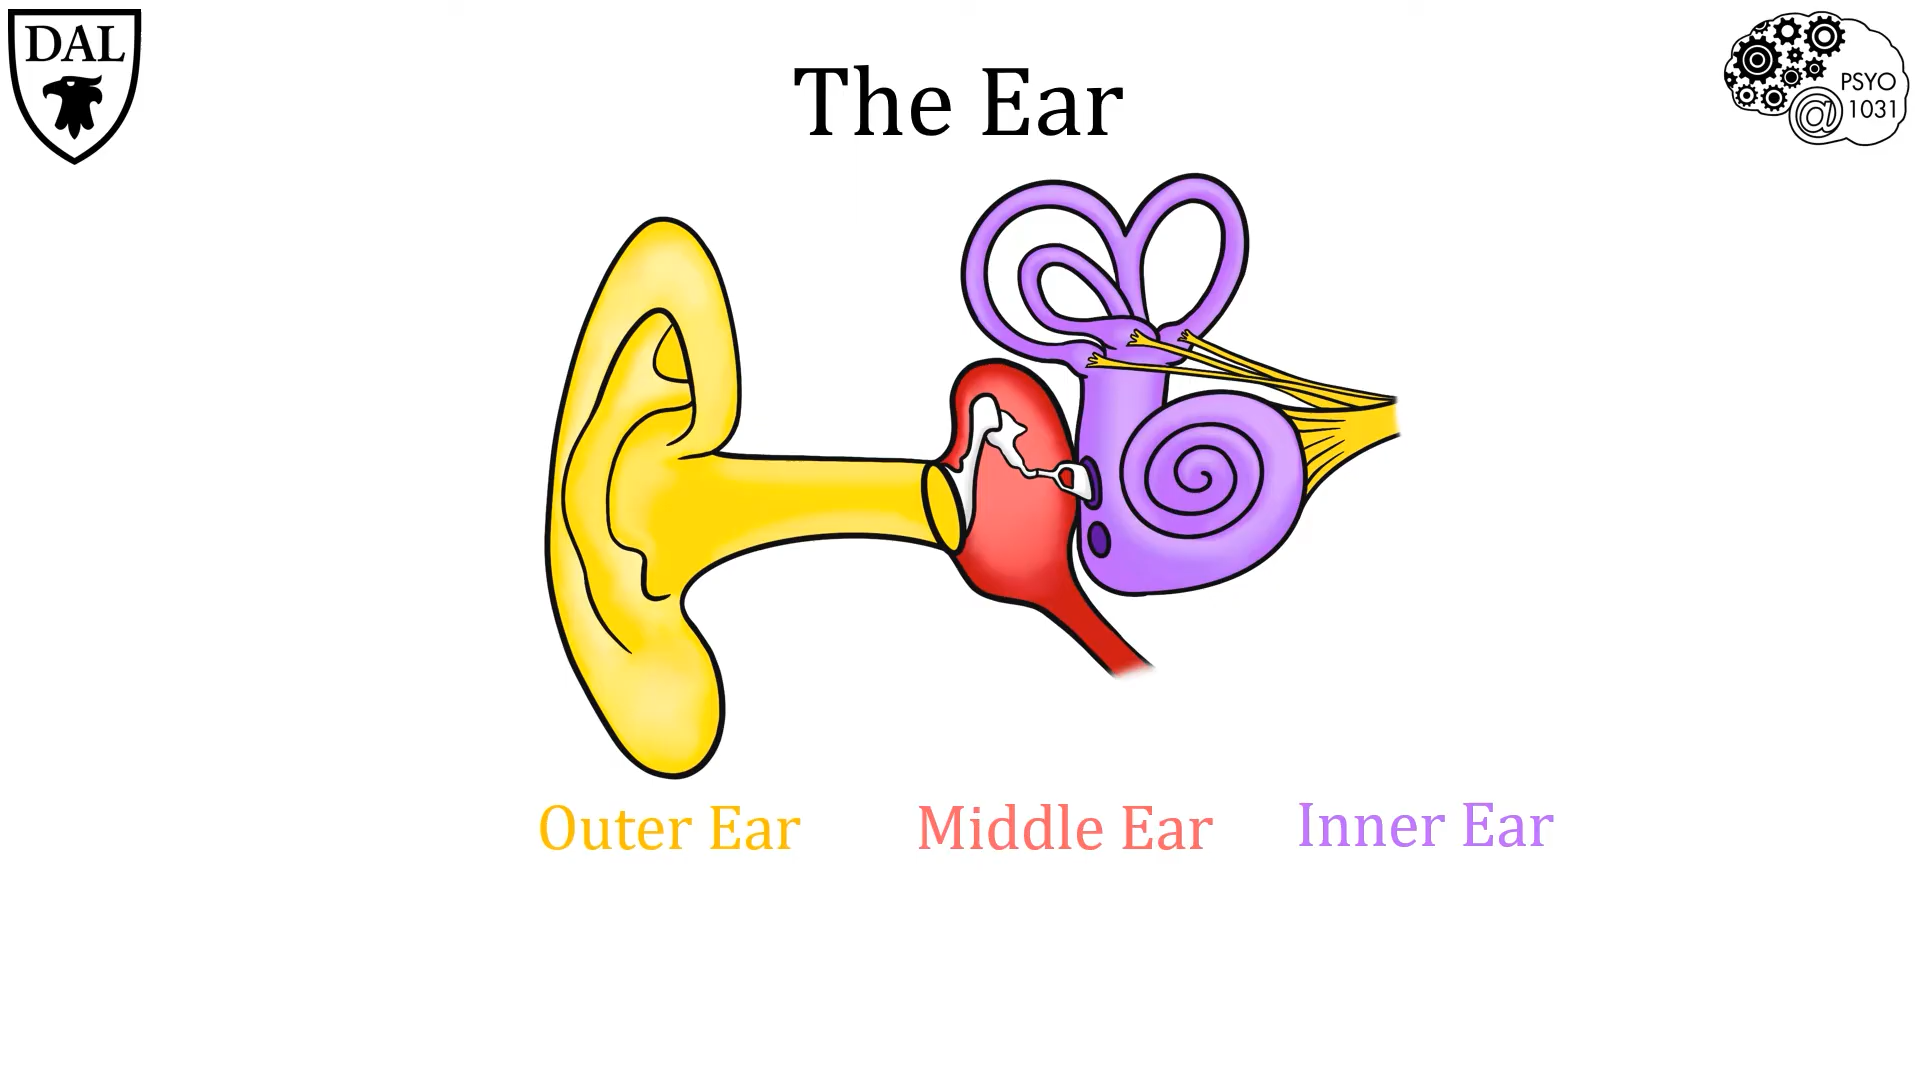 DAL
The Ear
PSYO
@ 1031
Outer Ear
Middle Ear
Inner Ear